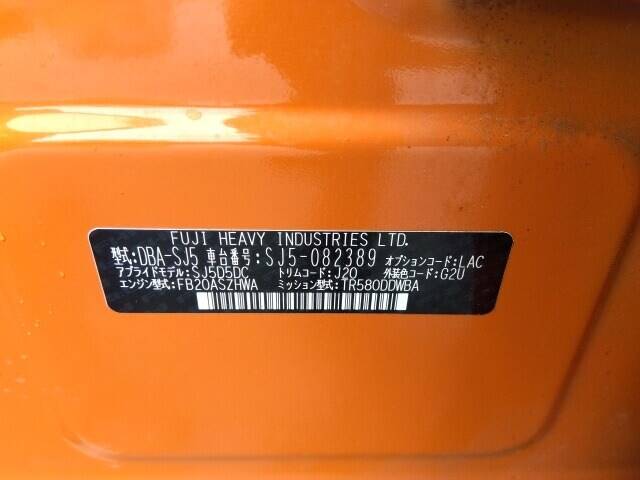 FUJI HEAVY INDUSTRIES LTD.
型式:DBA-SJ5 車台番号:SJ5-082389 オプションコード:LAC
アプライドモデル:SJ5D5DC トリムコード:J20 外装色コード:G2U
エンジン型式:FB20ASZHWA ミッション型式:TR580DDWBA